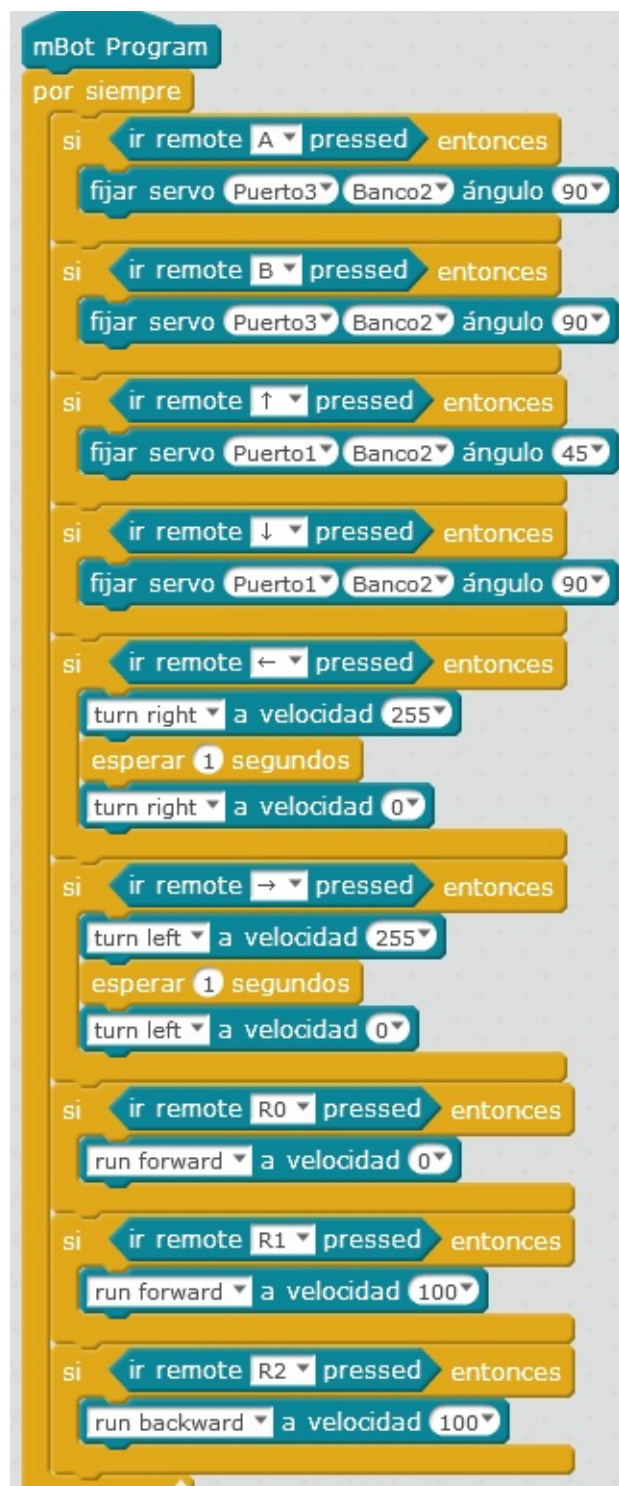 mBot Program
por siempre
si ir remote A pressed entonces
fijar servo Puerto3 Banco2 ángulo 90
si ir remote B pressed entonces
fijar servo Puerto3 Banco2 ángulo 90
si ir remote ↑ pressed entonces
fijar servo Puerto1 Banco2 ángulo 45
si ir remote ↓ pressed entonces
fijar servo Puerto1 Banco2 ángulo 90
si ir remote ← pressed entonces
turn right a velocidad 255
esperar 1 segundos
turn right a velocidad 0
si ir remote → pressed entonces
turn left a velocidad 255
esperar 1 segundos
turn left a velocidad 0
si ir remote R0 pressed entonces
run forward a velocidad 0
si ir remote R1 pressed entonces
run forward a velocidad 100
si ir remote R2 pressed entonces
run backward a velocidad 100